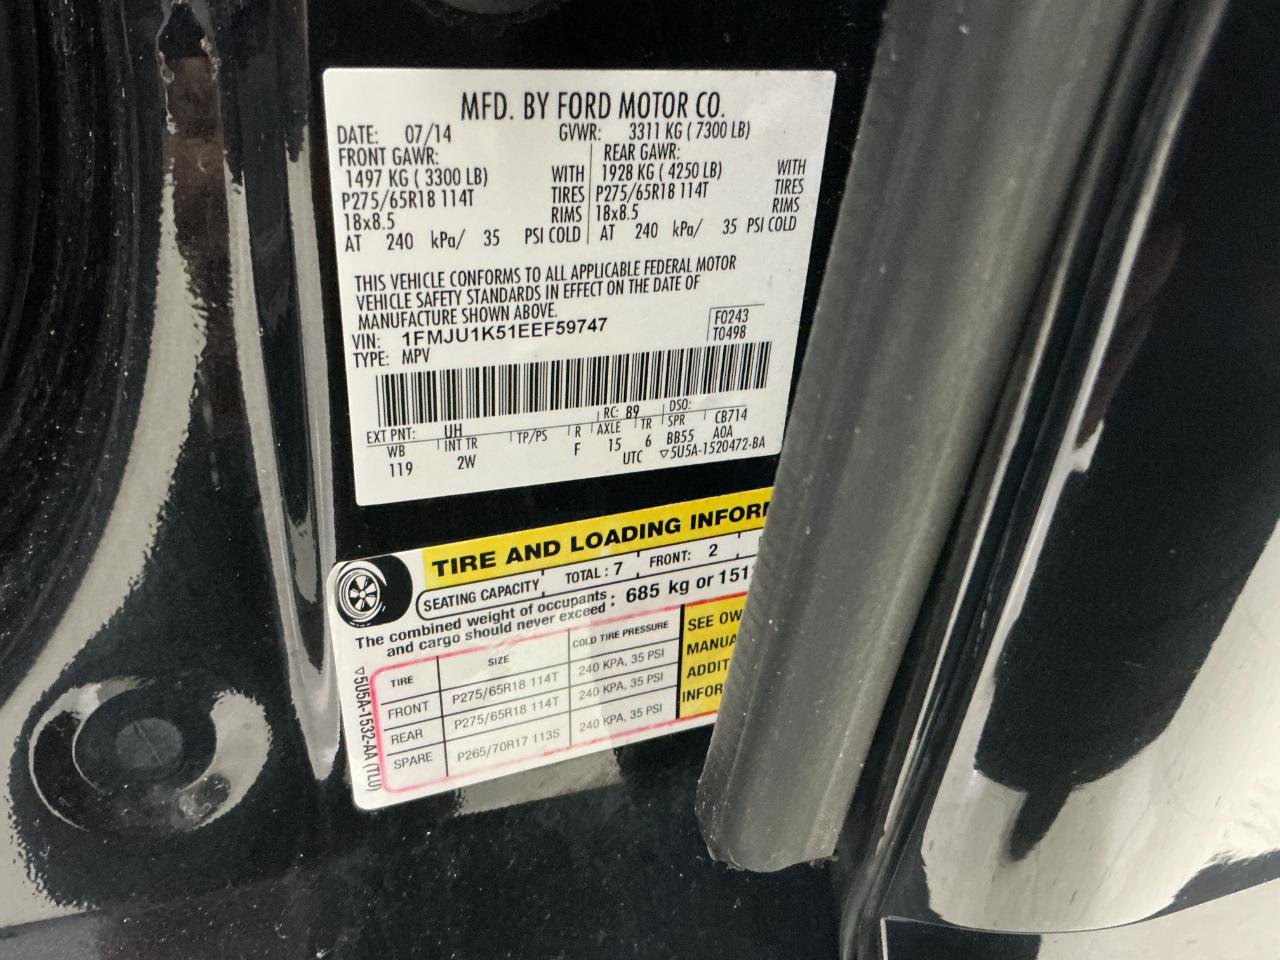 MFD. BY FORD MOTOR CO.
DATE: 07/14 GVWR: 3311 KG ( 7300 LB)
FRONT GAWR: REAR GAWR:
1497 KG ( 3300 LB) WITH 1928 KG ( 4250 LB) WITH
P275/65R18 114T TIRES P275/65R18 114T TIRES
18x8.5 RIMS 18x8.5 RIMS
AT 240 kPa/ 35 PSI COLD AT 240 kPa/ 35 PSI COLD
THIS VEHICLE CONFORMS TO ALL APPLICABLE FEDERAL MOTOR
VEHICLE SAFETY STANDARDS IN EFFECT ON THE DATE OF
MANUFACTURE SHOWN ABOVE.
VIN: 1FMJU1K51EEF59747 F0243
TYPE: MPV T0498
EXT PNT: UH RC: 89 DSO:
WB INT TR TP/PS R AXLE TR SPR CB714
119 2W F 15 6 BB55 A0A
UTC ▽5U5A-1520472-BA
TIRE AND LOADING INFOR
SEATING CAPACITY TOTAL : 7 FRONT: 2
The combined weight of occupants
and cargo should never exceed : 685 kg or 151
TIRE SIZE COLD TIRE PRESSURE SEE OW
FRONT P275/65R18 114T 240 KPA, 35 PSI MANUA
REAR P275/65R18 114T 240 KPA, 35 PSI ADDIT
SPARE P265/70R17 113S 240 KPA, 35 PSI INFOR
▽5U5A-1532-AA (TLU)